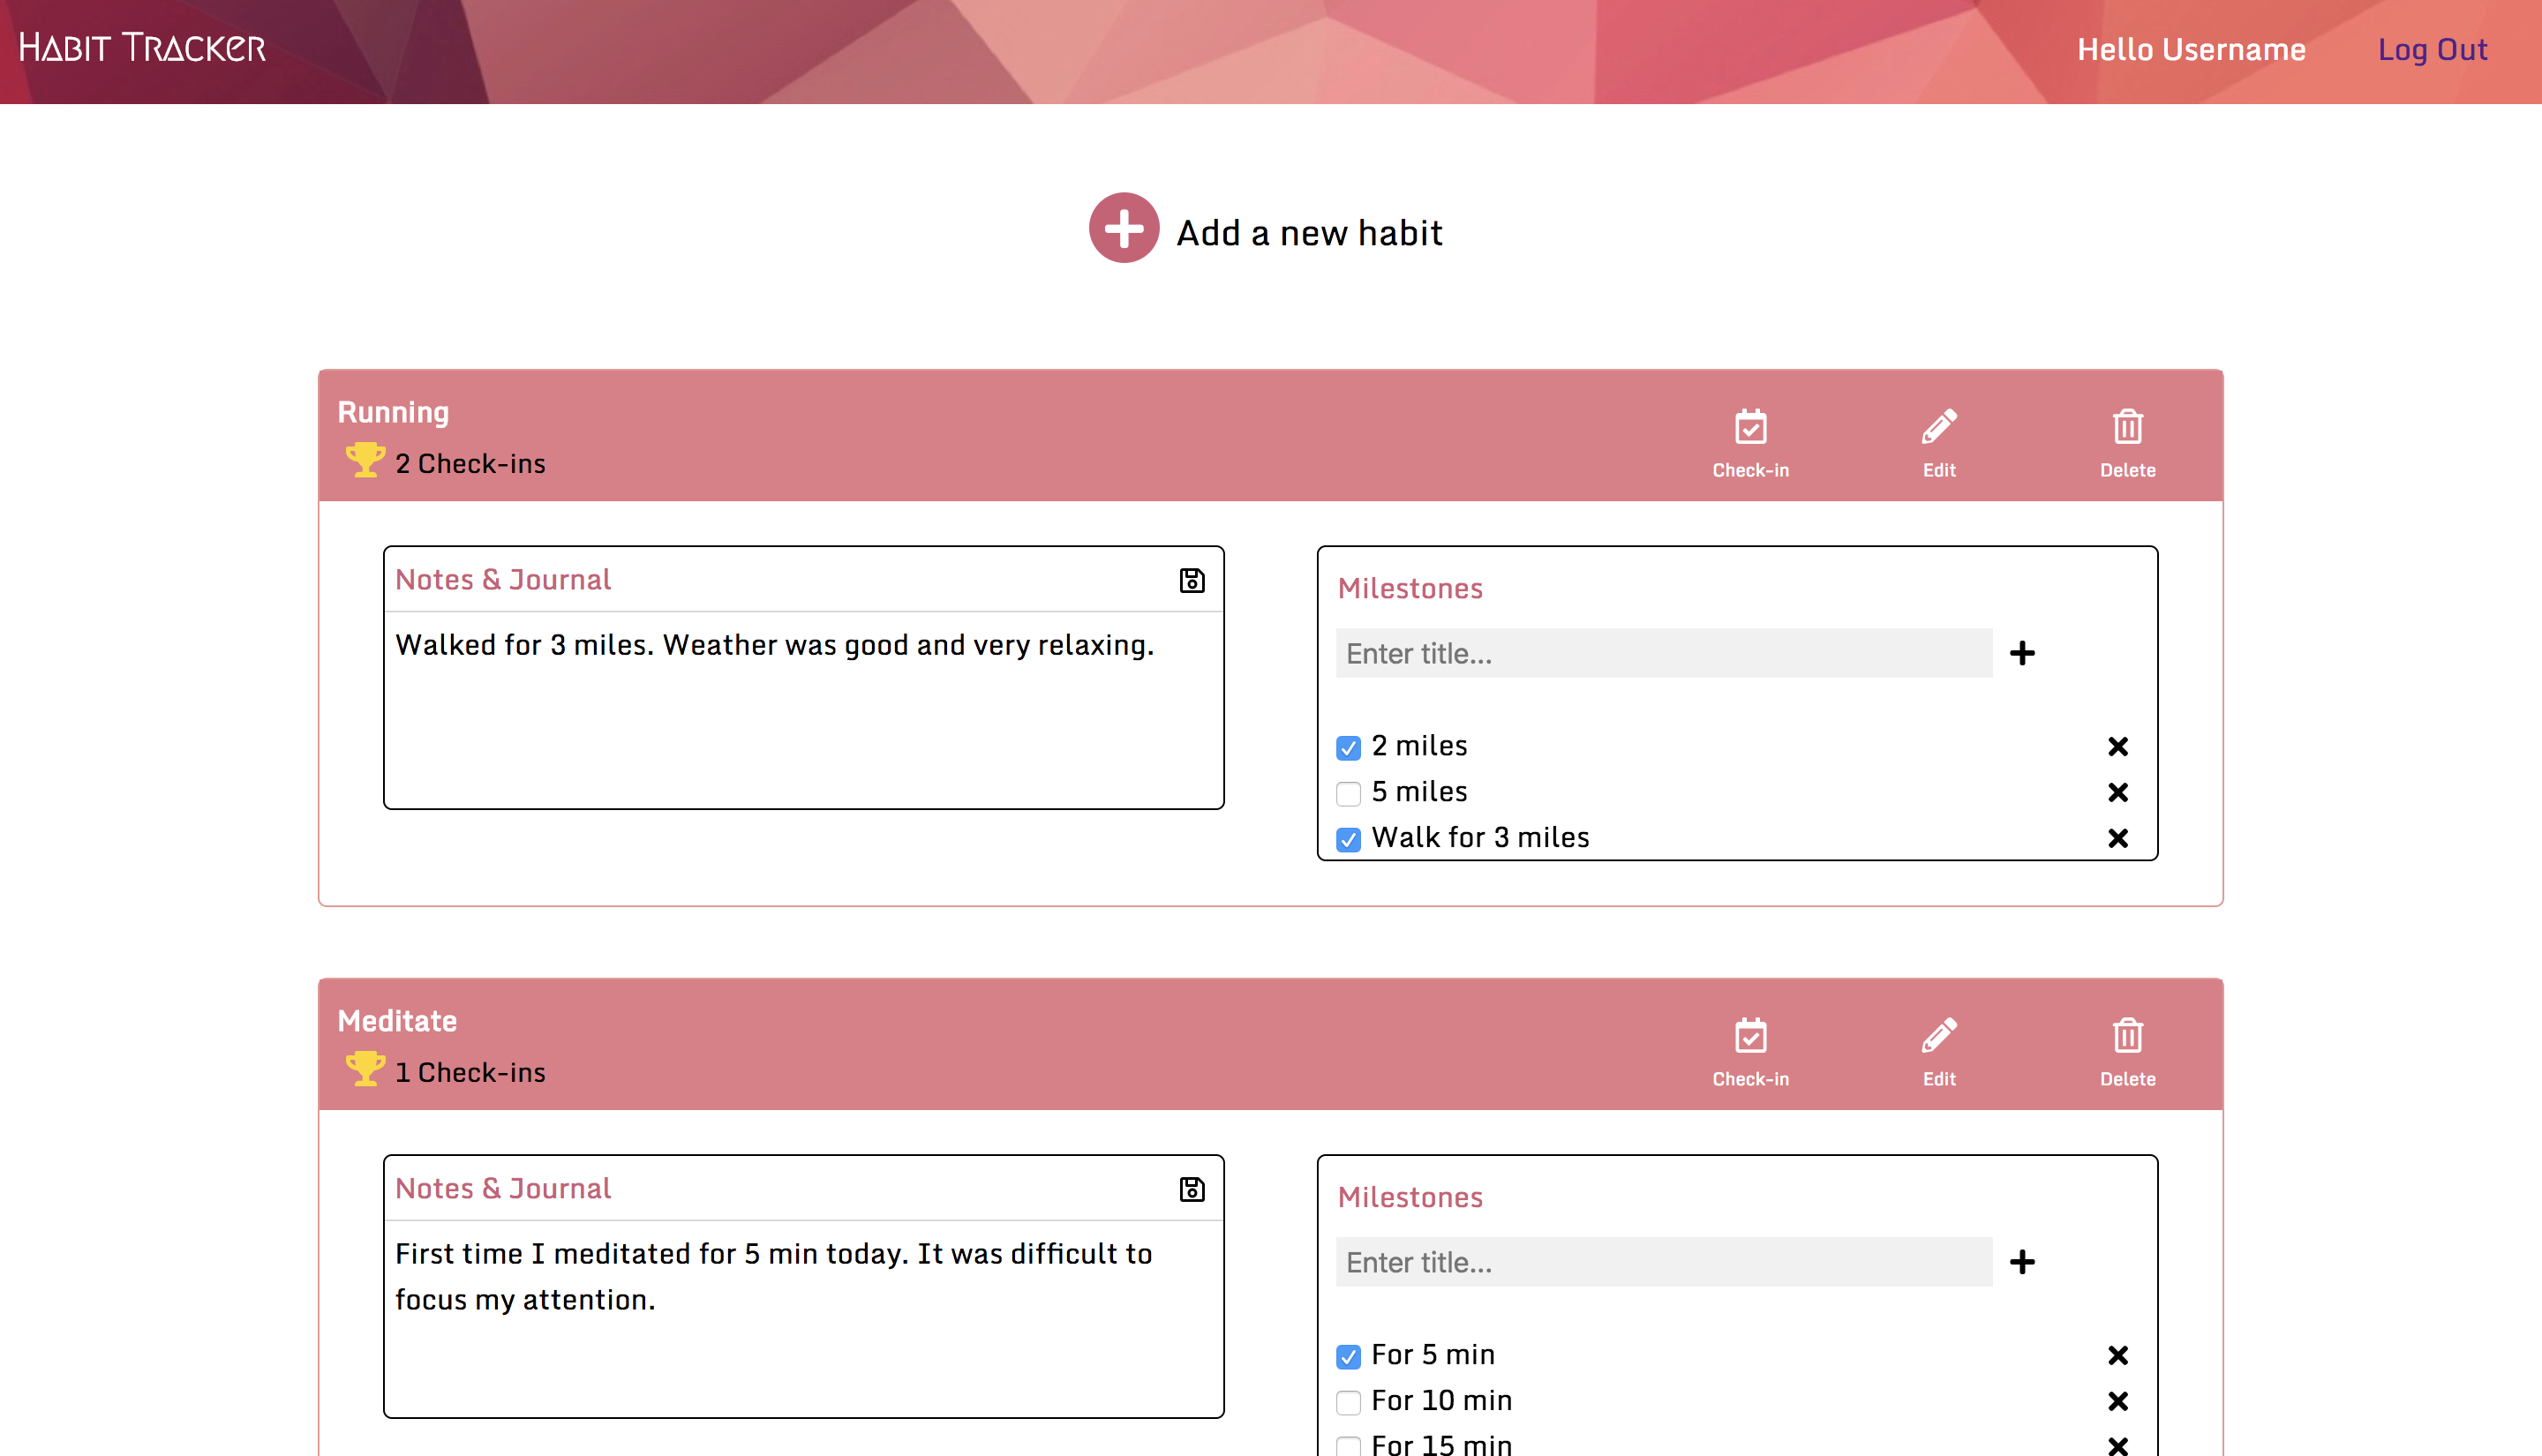 Habit Tracker
Hello Username
Log Out
Add a new habit
Running
2 Check-ins
Check-in
Edit
Delete
Notes & Journal
Walked for 3 miles. Weather was good and very relaxing.
Milestones
Enter title...
2 miles
5 miles
Walk for 3 miles
Meditate
1 Check-ins
Check-in
Edit
Delete
Notes & Journal
First time I meditated for 5 min today. It was difficult to
focus my attention.
Milestones
Enter title...
For 5 min
For 10 min
For 15 min